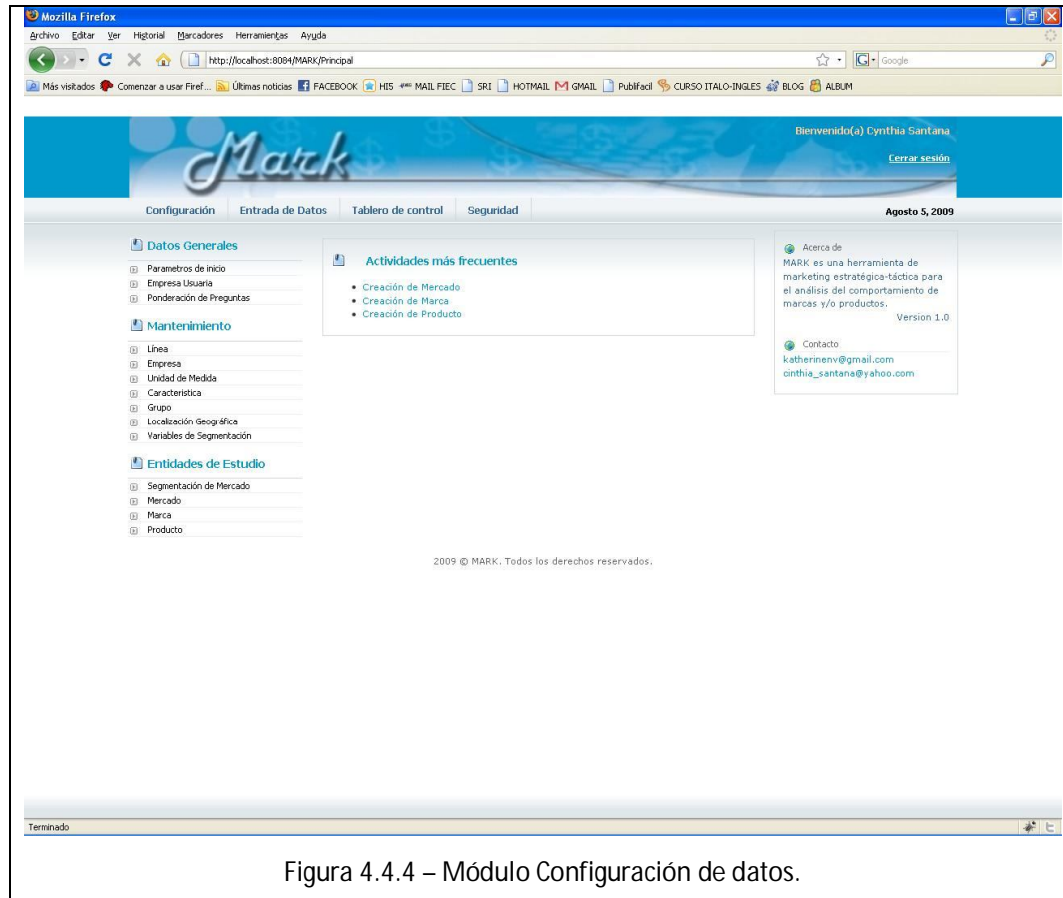 Mozilla Firefox
Archivo Editar Ver Historial Marcadores Herramientas Ayuda
http://localhost:8084/MARK/Principal
Google
Más visitados Comenzar a usar Firef... Últimas noticias FACEBOOK HI5 MAIL FIEC SRI HOTMAIL GMAIL Publifacil CURSO ITALO-INGLES BLOG ALBUM
Mark
Bienvenido(a) Cynthia Santana
Cerrar sesión
Configuración Entrada de Datos Tablero de control Seguridad
Agosto 5, 2009
Datos Generales
Parametros de inicio
Empresa Usuaria
Ponderación de Preguntas
Mantenimiento
Línea
Empresa
Unidad de Medida
Caracteristica
Grupo
Localización Geográfica
Variables de Segmentación
Entidades de Estudio
Segmentación de Mercado
Mercado
Marca
Producto
Actividades más frecuentes
Creación de Mercado
Creación de Marca
Creación de Producto
Acerca de
MARK es una herramienta de
marketing estratégica-táctica para
el análisis del comportamiento de
marcas y/o productos.
Version 1.0
Contacto
katherinenv@gmail.com
cinthia_santana@yahoo.com
2009 © MARK. Todos los derechos reservados.
Terminado
Figura 4.4.4 – Módulo Configuración de datos.